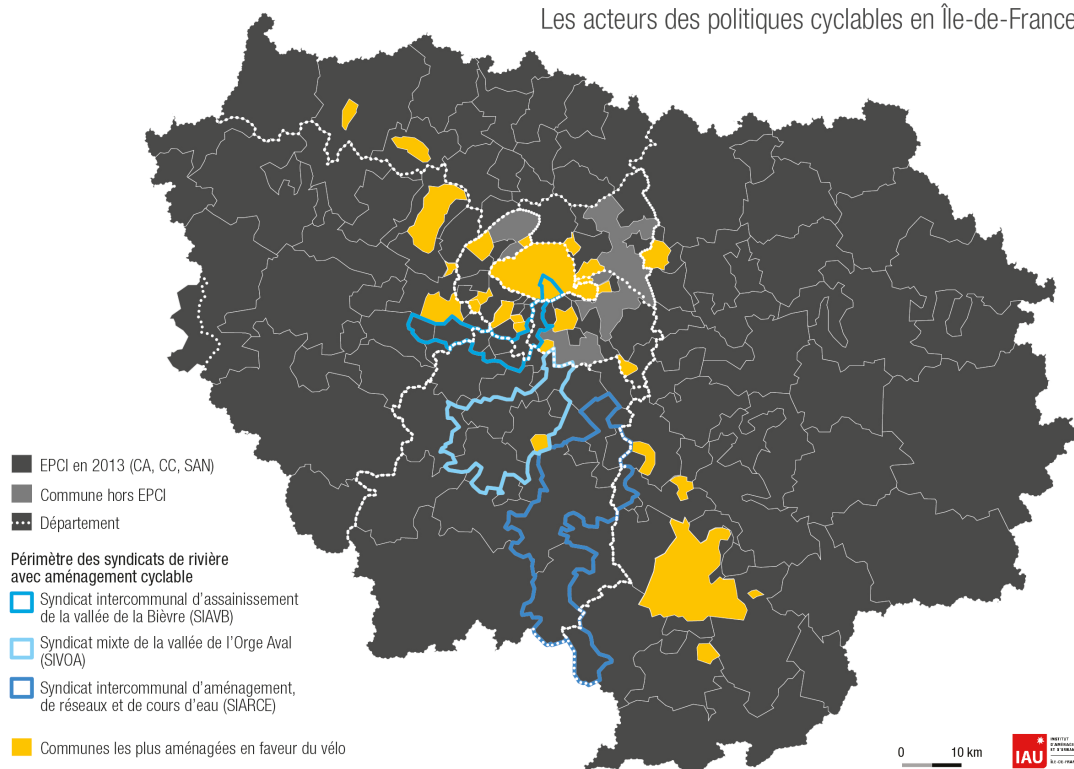 Les acteurs des politiques cyclables en Île-de-France
EPCI en 2013 (CA, CC, SAN)
Commune hors EPCI
Département
Périmètre des syndicats de rivière
avec aménagement cyclable
Syndicat intercommunal d'assainissement
de la vallée de la Bièvre (SIAVB)
Syndicat mixte de la vallée de l'Orge Aval
(SIVOA)
Syndicat intercommunal d'aménagement,
de réseaux et de cours d'eau (SIARCE)
Communes les plus aménagées en faveur du vélo
0 10 km
IAU
INSTITUT